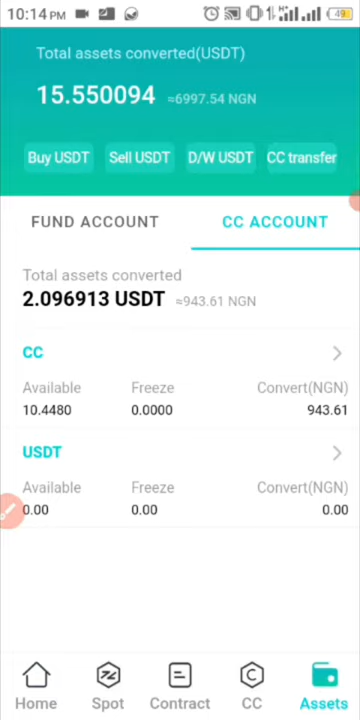 10:14 PM 49
Total assets converted(USDT)
15.550094 ≈6997.54 NGN
Buy USDT Sell USDT D/W USDT CC transfer
FUND ACCOUNT CC ACCOUNT
Total assets converted
2.096913 USDT ≈943.61 NGN
CC
Available Freeze Convert(NGN)
10.4480 0.0000 943.61
USDT
Available Freeze Convert(NGN)
0.00 0.00 0.00
Home Spot Contract CC Assets